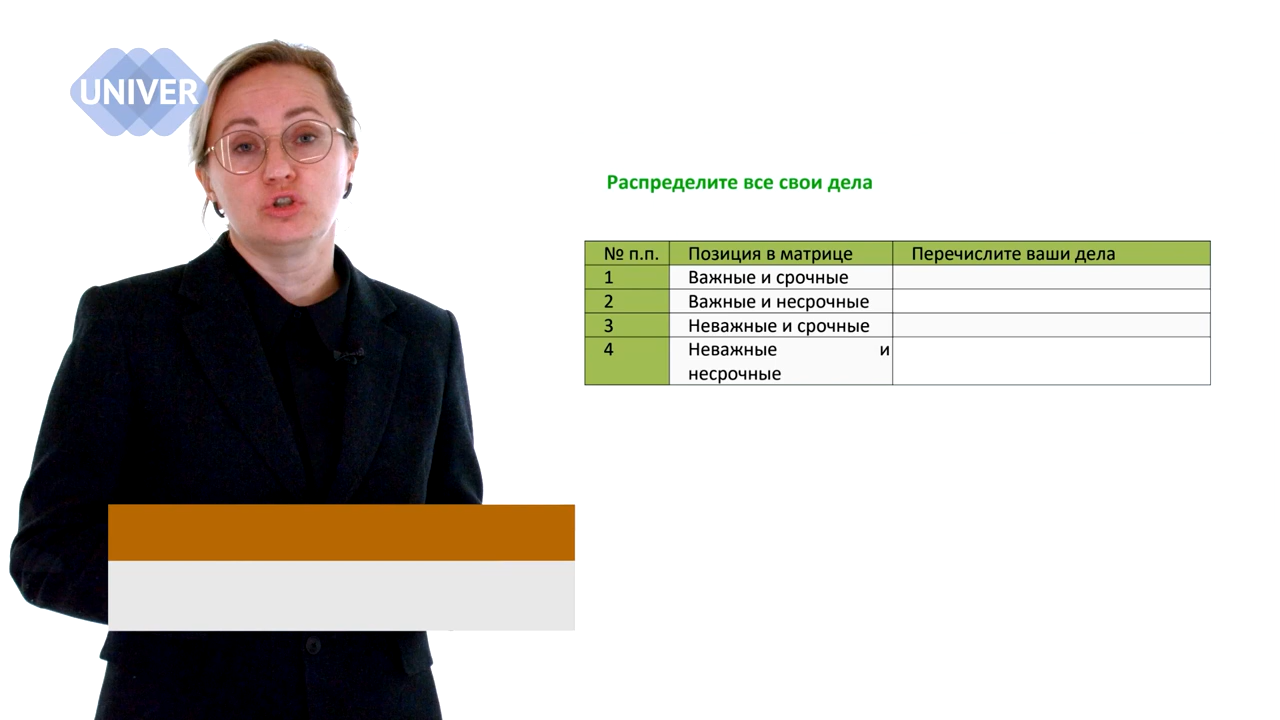 UNIVER
Распределите все свои дела
№ п.п. Позиция в матрице Перечислите ваши дела
1 Важные и срочные
2 Важные и несрочные
3 Неважные и срочные
4 Неважные и
несрочные